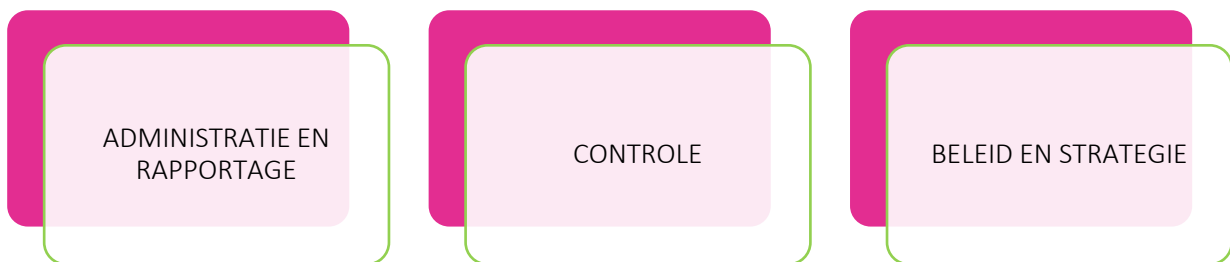 ADMINISTRATIE EN
RAPPORTAGE
CONTROLE
BELEID EN STRATEGIE